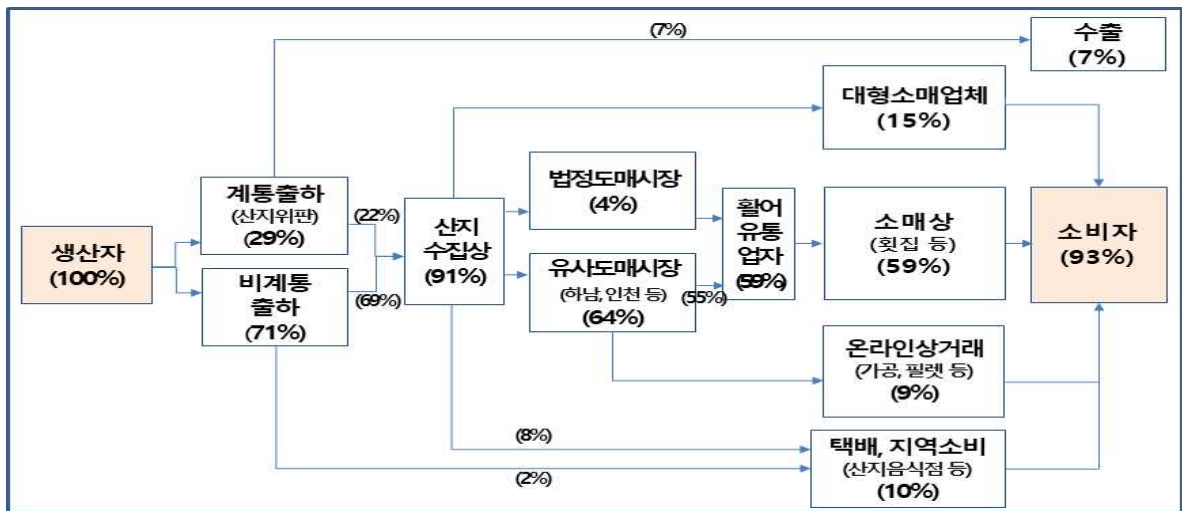 (7%)
수출
(7%)
대형소매업체
(15%)
법정도매시장
(4%)
계통출하
(산지위판)
(29%)
(22%)
산지
수집상
(91%)
활어
유통
업자
(59%)
소매상
(횟집 등)
(59%)
소비자
(93%)
생산자
(100%)
비계통
출하
(71%)
(69%)
유사도매시장
(하남, 인천 등)
(64%)
(55%)
온라인상거래
(가공, 필렛 등)
(9%)
(8%)
(2%)
택배, 지역소비
(산지음식점 등)
(10%)